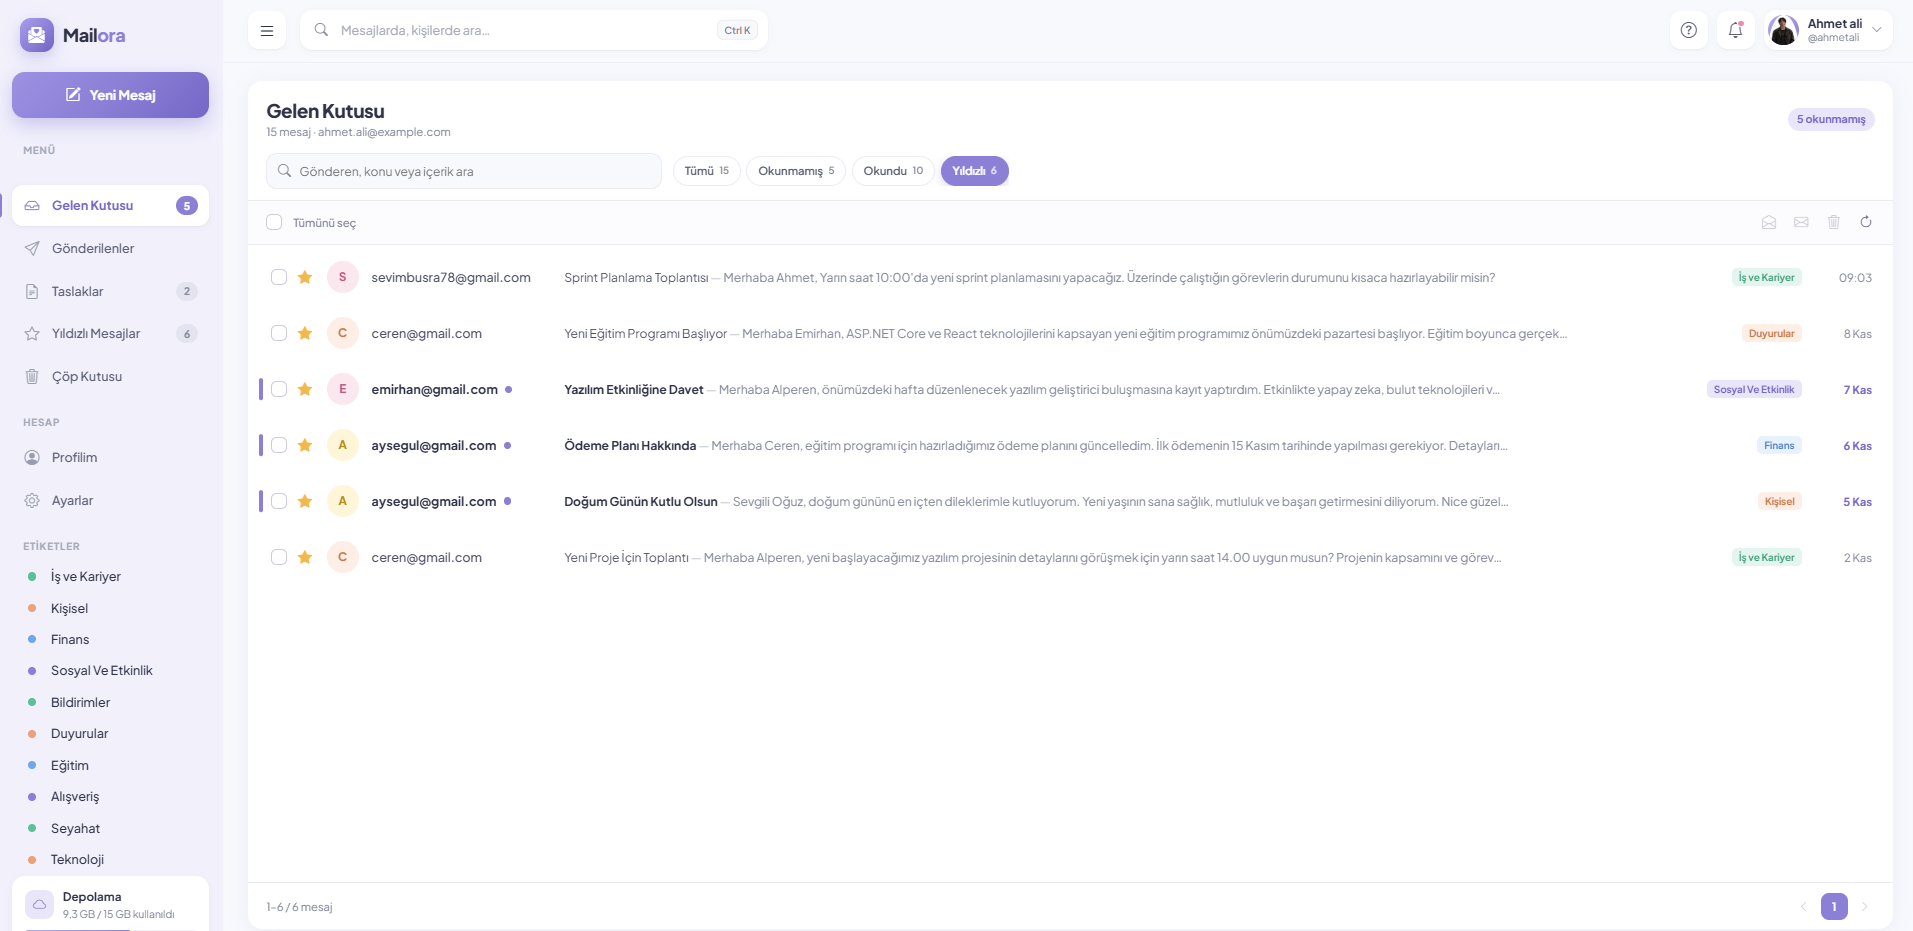 Mailora
Mesajlarda, kişilerde ara...
Ctrl K
Ahmet ali
@ahmetali
Yeni Mesaj
MENÜ
Gelen Kutusu 5
Gönderilenler
Taslaklar 2
Yıldızlı Mesajlar 6
Çöp Kutusu
HESAP
Profilim
Ayarlar
ETİKETLER
İş ve Kariyer
Kişisel
Finans
Sosyal Ve Etkinlik
Bildirimler
Duyurular
Eğitim
Alışveriş
Seyahat
Teknoloji
Depolama
9,3 GB / 15 GB kullanıldı
Gelen Kutusu
15 mesaj · ahmet.ali@example.com
5 okunmamış
Gönderen, konu veya içerik ara
Tümü 15
Okunmamış 5
Okundu 10
Yıldızlı 6
Tümünü seç
S sevimbusra78@gmail.com Sprint Planlama Toplantısı — Merhaba Ahmet, Yarın saat 10:00'da yeni sprint planlamasını yapacağız. Üzerinde çalıştığın görevlerin durumunu kısaca hazırlayabilir misin? İş ve Kariyer 09:03
C ceren@gmail.com Yeni Eğitim Programı Başlıyor — Merhaba Emirhan, ASP.NET Core ve React teknolojilerini kapsayan yeni eğitim programımız önümüzdeki pazartesi başlıyor. Eğitim boyunca gerçek... Duyurular 8 Kas
E emirhan@gmail.com Yazılım Etkinliğine Davet — Merhaba Alperen, önümüzdeki hafta düzenlenecek yazılım geliştirici buluşmasına kayıt yaptırdım. Etkinlikte yapay zeka, bulut teknolojileri v... Sosyal Ve Etkinlik 7 Kas
A aysegul@gmail.com Ödeme Planı Hakkında — Merhaba Ceren, eğitim programı için hazırladığımız ödeme planını güncelledim. İlk ödemenin 15 Kasım tarihinde yapılması gerekiyor. Detayları... Finans 6 Kas
A aysegul@gmail.com Doğum Günün Kutlu Olsun — Sevgili Oğuz, doğum gününü en içten dileklerimle kutluyorum. Yeni yaşının sana sağlık, mutluluk ve başarı getirmesini diliyorum. Nice güzel... Kişisel 5 Kas
C ceren@gmail.com Yeni Proje İçin Toplantı — Merhaba Alperen, yeni başlayacağımız yazılım projesinin detaylarını görüşmek için yarın saat 14.00 uygun musun? Projenin kapsamını ve görev... İş ve Kariyer 2 Kas
1-6 / 6 mesaj
1